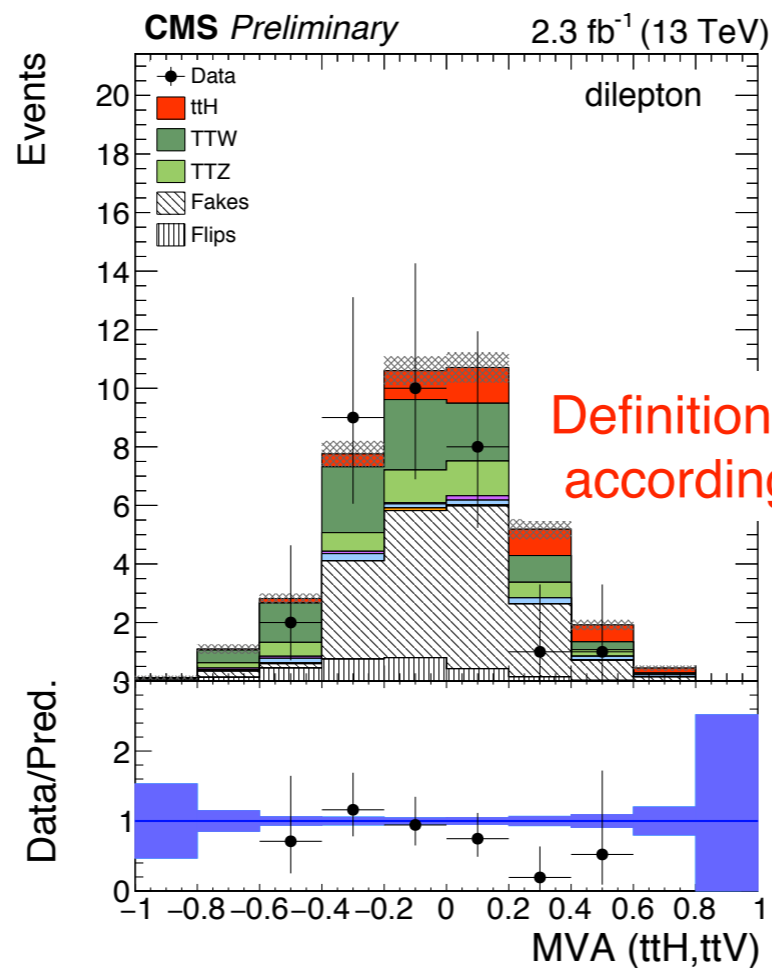 CMS Preliminary 2.3 fb⁻¹ (13 TeV)
Events
20
18
16
14
12
10
8
6
4
2
0
Data
ttH
TTW
TTZ
Fakes
Flips
dilepton
Definition
according
Data/Pred.
3
2
1
0
−1 −0.8 −0.6 −0.4 −0.2 0 0.2 0.4 0.6 0.8 1
MVA (ttH,ttV)